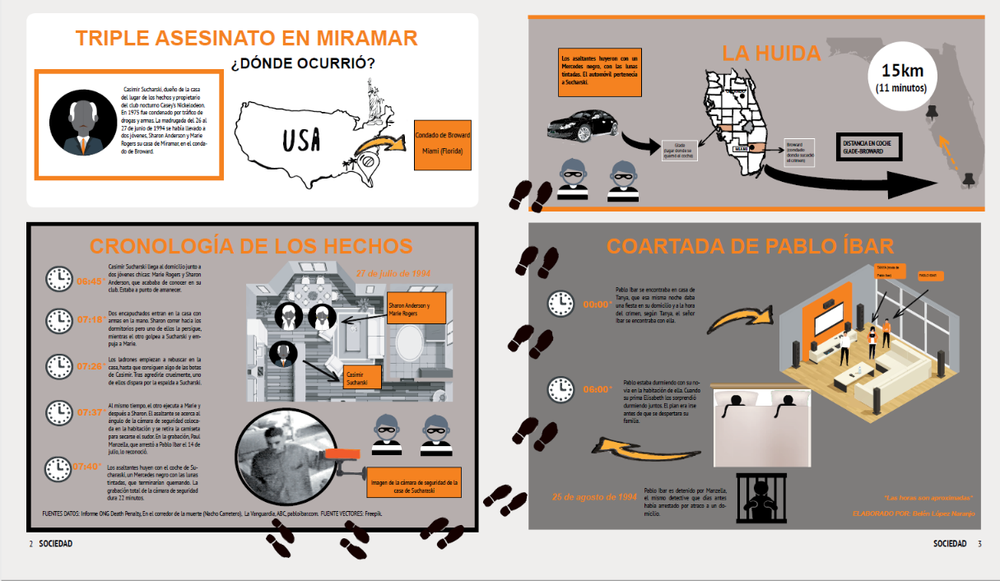 TRIPLE ASESINATO EN MIRAMAR
¿DÓNDE OCURRIÓ?
Casimir Sucharski, dueño de la casa
del lugar de los hechos y propietario
del club nocturno Casey's Nickelodeon.
En 1975 fue condenado por tráfico de
drogas y armas. La madrugada del 26 al
27 de junio de 1994 se había llevado a
dos jóvenes, Sharon Anderson y Marie
Rogers su casa de Miramar, en el conda-
do de Broward.
USA
Condado de Broward
Miami (Florida)
CRONOLOGÍA DE LOS HECHOS
27 de julio de 1994
06:45*
Casimir Sucharski llega al domicilio junto a
dos jóvenes chicas: Marie Rogers y Sharon
Anderson, que acababa de conocer en su
club. Estaba a punto de amanecer.
07:18*
Dos encapuchados entran en la casa con
armas en la mano. Sharon correr hacia los
dormitorios pero uno de ellos la persigue,
mientras el otro golpea a Sucharski y em-
puja a Marie.
07:26*
Los ladrones empiezan a rebuscar en la
casa, hasta que consiguen algo de las botas
de Casimir. Tras agredirle cruelmente, uno
de ellos dispara por la espalda a Sucharski.
07:37*
Al mismo tiempo, el otro ejecuta a Marie y
después a Sharon. El asaltante se acerca al
ángulo de la cámara de seguridad coloca-
da en la habitación y se retira la camiseta
para secarse el sudor. En la grabación, Paul
Manzella, que arrestó a Pablo Ibar el 14 de
julio, lo reconoció.
07:40*
Los asaltantes huyen con el coche de Su-
charaski, un Mercedes negro con las lunas
tintadas, que terminarían quemando. La
grabación total de la cámara de seguridad
dura 22 minutos.
Sharon Anderson y
Marie Rogers
Casimir
Sucharski
Imagen de la cámara de seguridad de la
casa de Sucharaski
FUENTES DATOS: Informe ONG Death Penalty, En el corredor de la muerte (Nacho Carretero), La Vanguardia, ABC, pabloibar.com. FUENTE VECTORES: Freepik.
2 SOCIEDAD
LA HUIDA
Los asaltantes huyeron con un
Mercedes negro, con las lunas
tintadas. El automóvil pertenecía
a Sucharski.
15km
(11 minutos)
Glade
(lugar donde se
quemó el coche)
MIAMI
Broward
(condado
donde sucedió
el crimen)
DISTANCIA EN COCHE
GLADE-BROWARD
COARTADA DE PABLO ÍBAR
00:00*
Pablo Ibar se encontraba en casa de
Tanya, que esa misma noche daba
una fiesta en su domicilio y a la hora
del crimen, según Tanya, el señor
Ibar se encontraba con ella.
PABLO IBAR
06:00*
Pablo estaba durmiendo con su no-
via en la habitación de ella. Cuando
su prima Elisabeth los sorprendió
durmiendo juntos. El plan era irse
antes de que se despertara su
familia.
25 de agosto de 1994
Pablo Ibar es detenido por Manzella,
el mismo detective que días antes
había arrestado por atraco a un do-
micilio.
*Las horas son aproximadas*
ELABORADO POR: Belén López Naranjo
SOCIEDAD 3